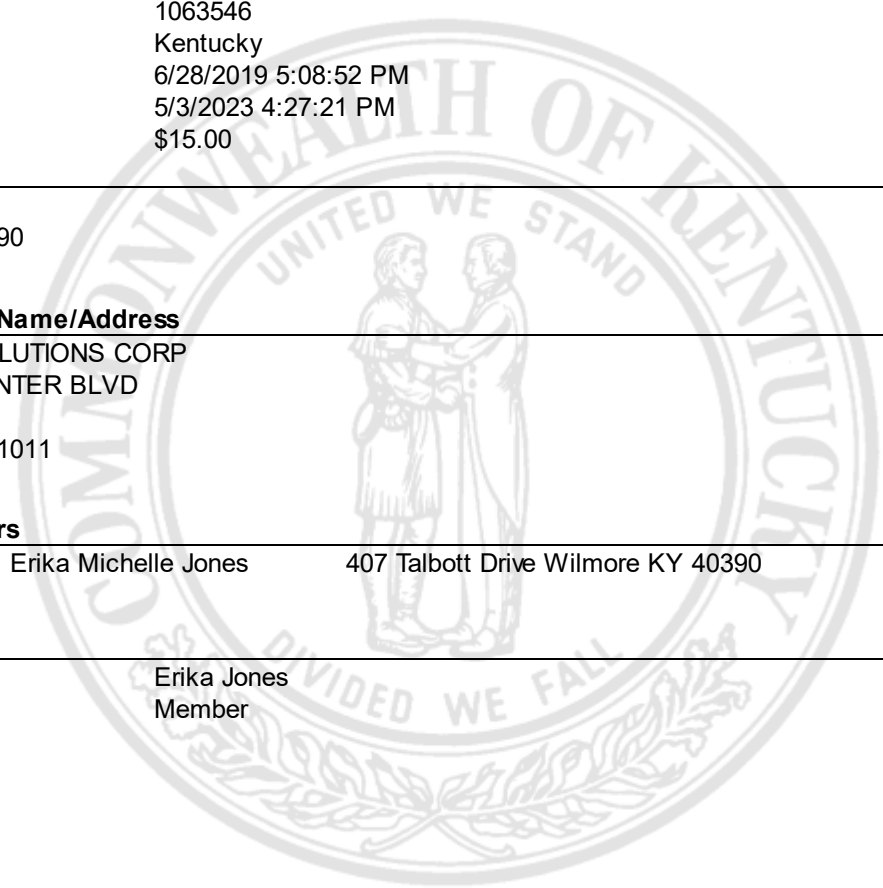 1063546
Kentucky
6/28/2019 5:08:52 PM
5/3/2023 4:27:21 PM
$15.00
90
Name/Address
LUTIONS CORP
NTER BLVD
1011
rs
Erika Michelle Jones 407 Talbott Drive Wilmore KY 40390
Erika Jones
Member
COMMONWEALTH OF KENTUCKY
UNITED WE STAND
DIVIDED WE FALL